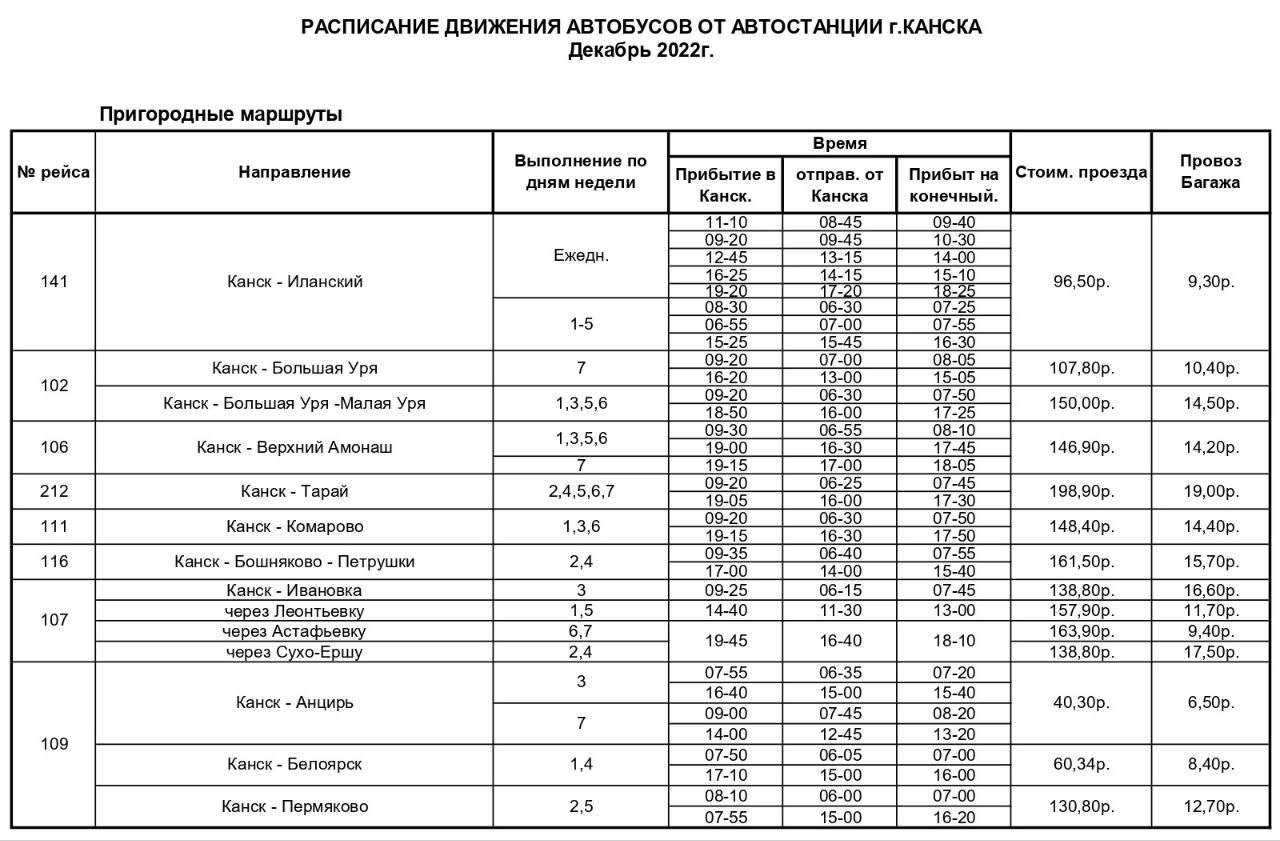 РАСПИСАНИЕ ДВИЖЕНИЯ АВТОБУСОВ ОТ АВТОСТАНЦИИ г.КАНСКА
Декабрь 2022г.
Пригородные маршруты
№ рейса Направление Выполнение по дням недели Время Стоим. проезда Провоз Багажа
Прибытие в Канск. отправ. от Канска Прибыт на конечный.
141 Канск - Иланский Ежедн. 11-10 08-45 09-40 96,50р. 9,30р.
09-20 09-45 10-30
12-45 13-15 14-00
16-25 14-15 15-10
19-20 17-20 18-25
1-5 08-30 06-30 07-25
06-55 07-00 07-55
15-25 15-45 16-30
102 Канск - Большая Уря 7 09-20 07-00 08-05 107,80р. 10,40р.
16-20 13-00 15-05
Канск - Большая Уря -Малая Уря 1,3,5,6 09-20 06-30 07-50 150,00р. 14,50р.
18-50 16-00 17-25
106 Канск - Верхний Амонаш 1,3,5,6 09-30 06-55 08-10 146,90р. 14,20р.
19-00 16-30 17-45
7 19-15 17-00 18-05
212 Канск - Тарай 2,4,5,6,7 09-20 06-25 07-45 198,90р. 19,00р.
19-05 16-00 17-30
111 Канск - Комарово 1,3,6 09-20 06-30 07-50 148,40р. 14,40р.
19-15 16-30 17-50
116 Канск - Бошняково - Петрушки 2,4 09-35 06-40 07-55 161,50р. 15,70р.
17-00 14-00 15-40
107 Канск - Ивановка 3 09-25 06-15 07-45 138,80р. 16,60р.
через Леонтьевку 1,5 14-40 11-30 13-00 157,90р. 11,70р.
через Астафьевку 6,7 19-45 16-40 18-10 163,90р. 9,40р.
через Сухо-Ершу 2,4 138,80р. 17,50р.
109 Канск - Анцирь 3 07-55 06-35 07-20 40,30р. 6,50р.
16-40 15-00 15-40
7 09-00 07-45 08-20
14-00 12-45 13-20
Канск - Белоярск 1,4 07-50 06-05 07-00 60,34р. 8,40р.
17-10 15-00 16-00
Канск - Пермяково 2,5 08-10 06-00 07-00 130,80р. 12,70р.
07-55 15-00 16-20